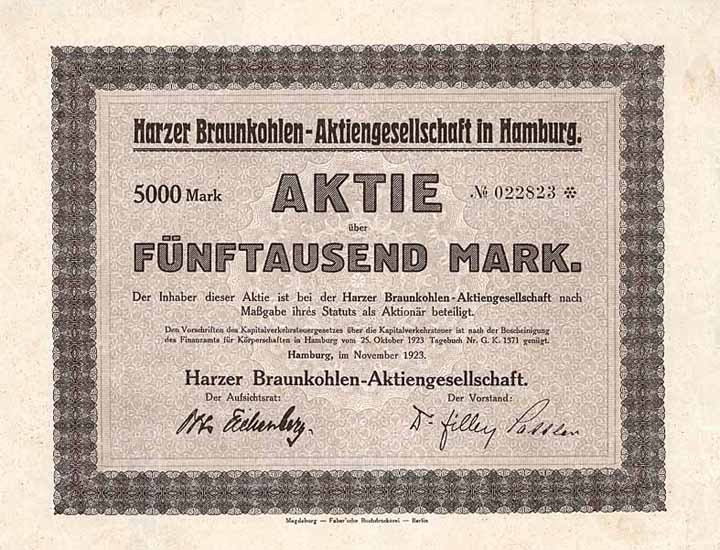 Harzer Braunkohlen-Aktiengesellschaft in Hamburg.
5000 Mark AKTIE № 022823 ✻
über
FÜNFTAUSEND MARK.
Der Inhaber dieser Aktie ist bei der Harzer Braunkohlen-Aktiengesellschaft nach
Maßgabe ihres Statuts als Aktionär beteiligt.
Den Vorschriften des Kapitalverkehrsteuergesetzes über die Kapitalverkehrsteuer ist nach der Bescheinigung
des Finanzamts für Körperschaften in Hamburg vom 25. Oktober 1923 Tagebuch Nr. G. K. 1571 genügt.
Hamburg, im November 1923.
Harzer Braunkohlen-Aktiengesellschaft.
Der Aufsichtsrat: Der Vorstand:
Eichenberg.
Dr.
Magdeburg — Faber'sche Buchdruckerei — Berlin